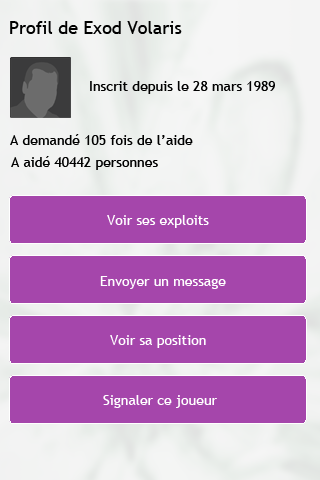 Profil de Exod Volaris
Inscrit depuis le 28 mars 1989
A demandé 105 fois de l’aide
A aidé 40442 personnes
Voir ses exploits
Envoyer un message
Voir sa position
Signaler ce joueur